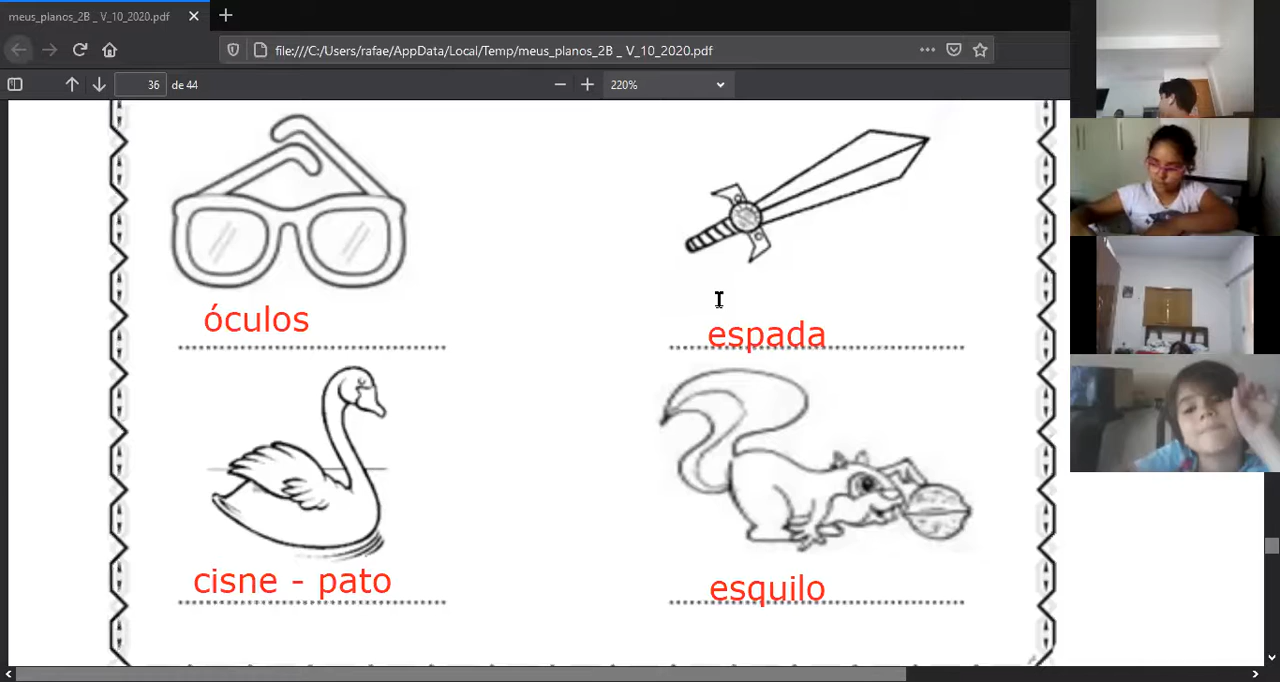 meus_planos_2B _ V_10_2020.pdf
file:///C:/Users/rafae/AppData/Local/Temp/meus_planos_2B _ V_10_2020.pdf
36 de 44
220%
óculos
espada
cisne - pato
esquilo